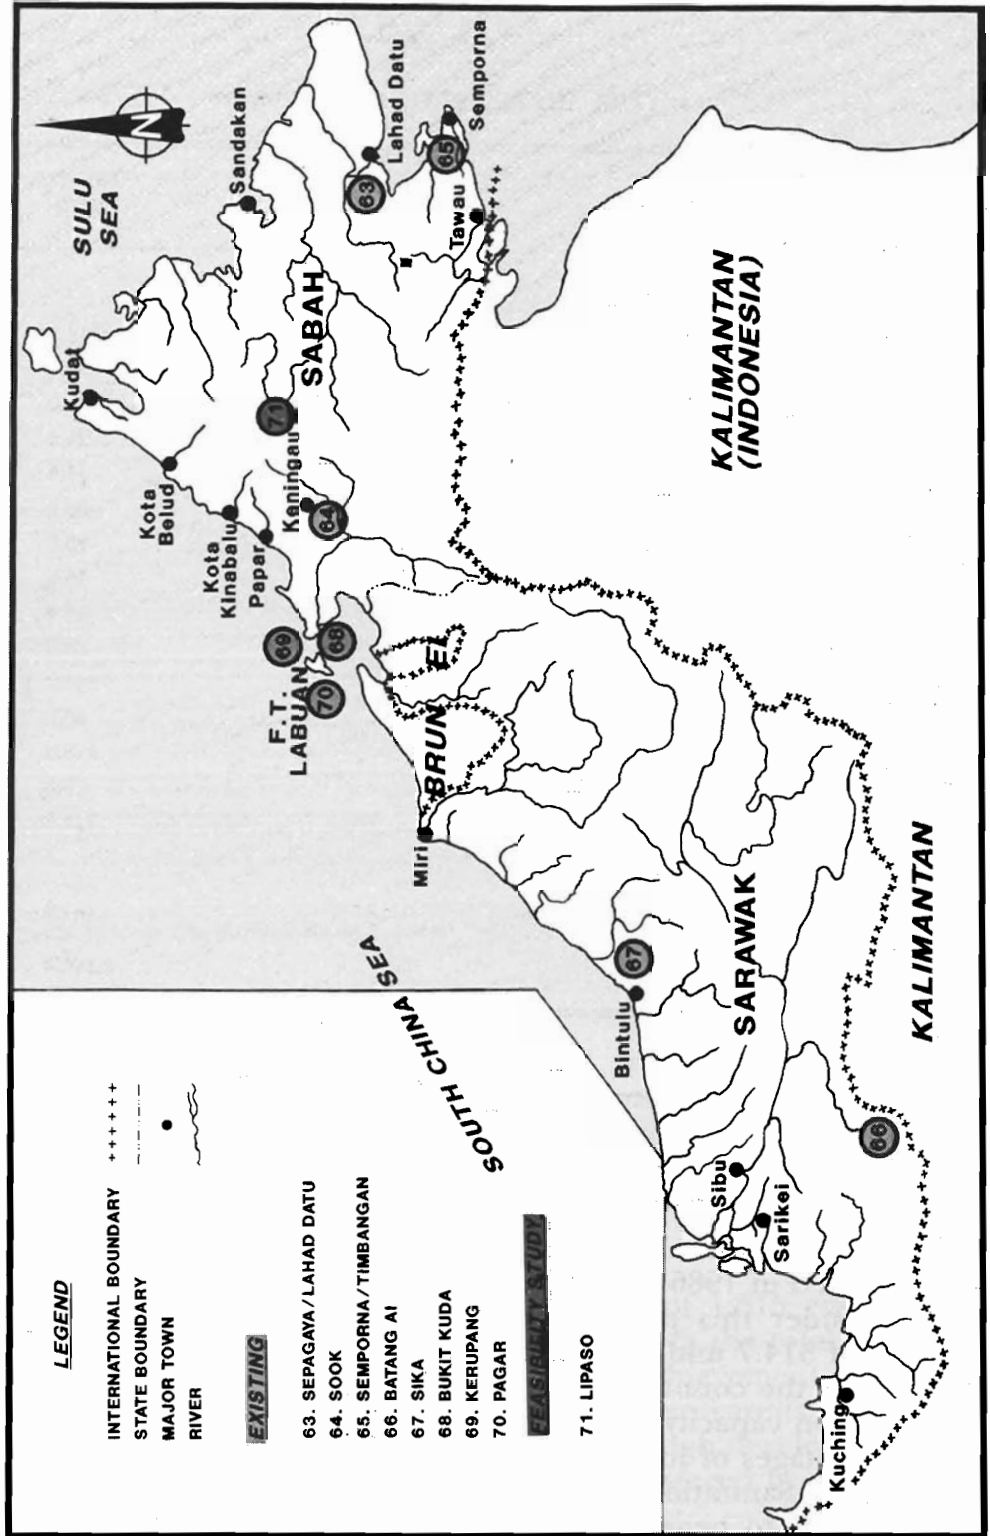 LEGEND
INTERNATIONAL BOUNDARY ++++++
STATE BOUNDARY
MAJOR TOWN
RIVER
EXISTING
63. SEPAGAYA/LAHAD DATU
64. SOOK
65. SEMPORNA/TIMBANGAN
66. BATANG AI
67. SIKA
68. BUKIT KUDA
69. KERUPANG
70. PAGAR
FEASIBILITY STUDY
71. LIPASO
SOUTH CHINA SEA
SULU
SEA
N
Kudat
Kota
Belud
Kota
Kinabalu
Papar
Keningau
Sandakan
Lahad Datu
Semporna
Tawau
SABAH
71
64
63
65
69
68
70
F.T.
LABUAN
BRUNEI
Miri
67
Bintulu
SARAWAK
Sibu
Sarikei
66
Kuching
KALIMANTAN
(INDONESIA)
KALIMANTAN